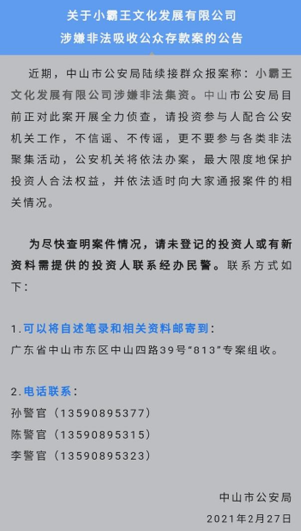 关于小霸王文化发展有限公司
涉嫌非法吸收公众存款案的公告
近期，中山市公安局陆续接群众报案称：小霸王
文化发展有限公司涉嫌非法集资。中山市公安局目
前正对此案开展全力侦查，请投资参与人配合公安
机关工作，不信谣、不传谣，更不要参与各类非法
聚集活动，公安机关将依法办案，最大限度地保护
投资人合法权益，并依法适时向大家通报案件的相
关情况。
为尽快查明案件情况，请未登记的投资人或有新
资料需提供的投资人联系经办民警。联系方式如
下：
1.可以将自述笔录和相关资料邮寄到：
广东省中山市东区中山四路39号“813”专案组收。
2.电话联系：
孙警官（13590895377）
陈警官（13590895315）
李警官（13590895323）
中山市公安局
2021年2月27日